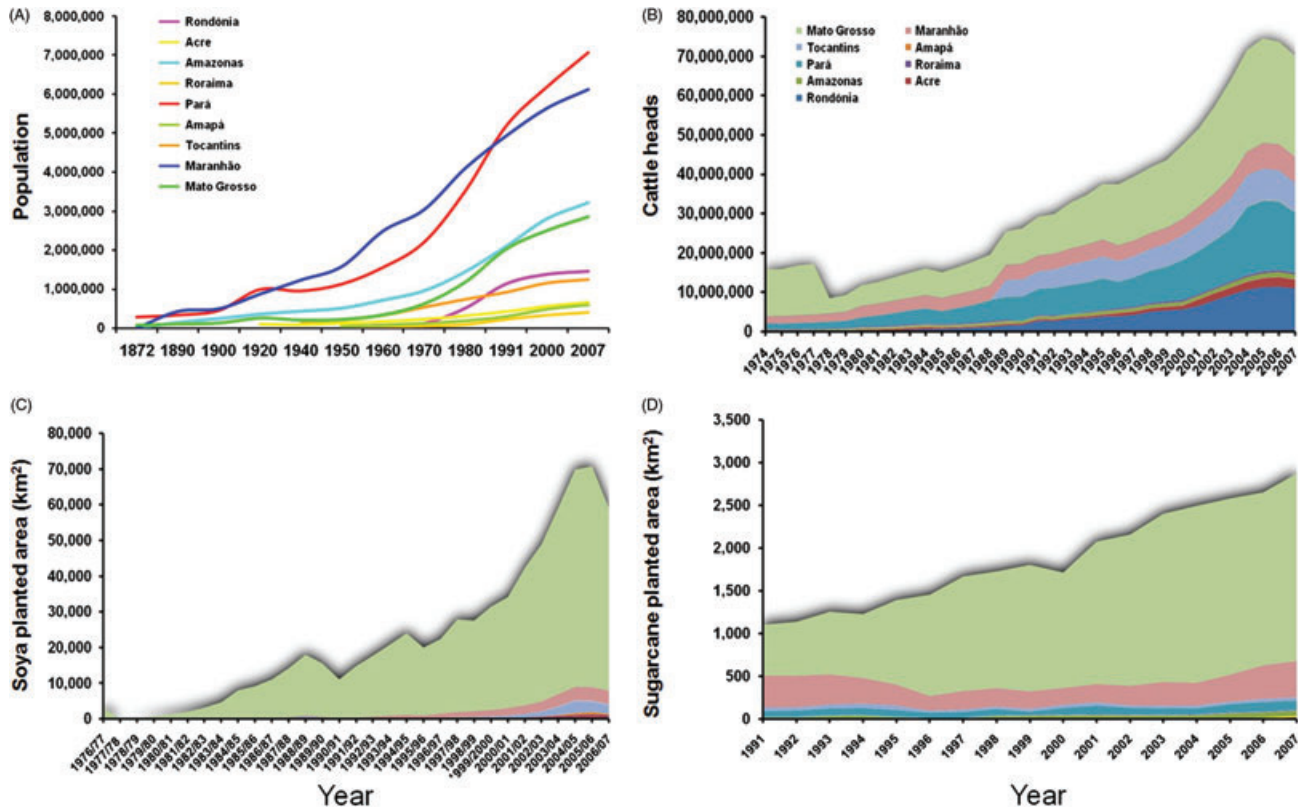 (A)
Population
8,000,000
7,000,000
6,000,000
5,000,000
4,000,000
3,000,000
2,000,000
1,000,000
0
Rondónia
Acre
Amazonas
Roraima
Pará
Amapá
Tocantins
Maranhão
Mato Grosso
1872 1890 1900 1920 1940 1950 1960 1970 1980 1991 2000 2007
(B)
Cattle heads
80,000,000
70,000,000
60,000,000
50,000,000
40,000,000
30,000,000
20,000,000
10,000,000
0
Mato Grosso Maranhão
Tocantins Amapá
Pará Roraima
Amazonas Acre
Rondónia
1974 1975 1976 1977 1978 1979 1980 1981 1982 1983 1984 1985 1986 1987 1988 1989 1990 1991 1992 1993 1994 1995 1996 1997 1998 1999 2000 2001 2002 2003 2004 2005 2006 2007
(C)
Soya planted area (km²)
80,000
70,000
60,000
50,000
40,000
30,000
20,000
10,000
0
1976/77 1977/78 1978/79 1979/80 1980/81 1981/82 1982/83 1983/84 1984/85 1985/86 1986/87 1987/88 1988/89 1989/90 1990/91 1991/92 1992/93 1993/94 1994/95 1995/96 1996/97 1997/98 1998/99 *999/2000 2000/01 2001/02 2002/03 2003/04 2004/05 2005/06 2006/07
Year
(D)
Sugarcane planted area (km²)
3,500
3,000
2,500
2,000
1,500
1,000
500
0
1991 1992 1993 1994 1995 1996 1997 1998 1999 2000 2001 2002 2003 2004 2005 2006 2007
Year